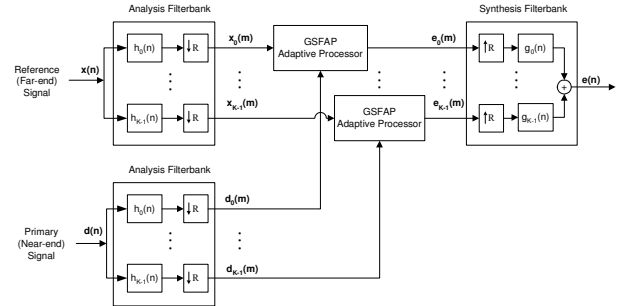 Analysis Filterbank
Synthesis Filterbank
h₀(n)
↓R
x₀(m)
GSFAP
Adaptive Processor
e₀(m)
↑R
g₀(n)
Reference
(Far-end)
Signal
x(n)
e(n)
+
h_K-1(n)
↓R
x_K-1(m)
GSFAP
Adaptive Processor
e_K-1(m)
↑R
g_K-1(n)
Analysis Filterbank
h₀(n)
↓R
d₀(m)
Primary
(Near-end)
Signal
d(n)
h_K-1(n)
↓R
d_K-1(m)